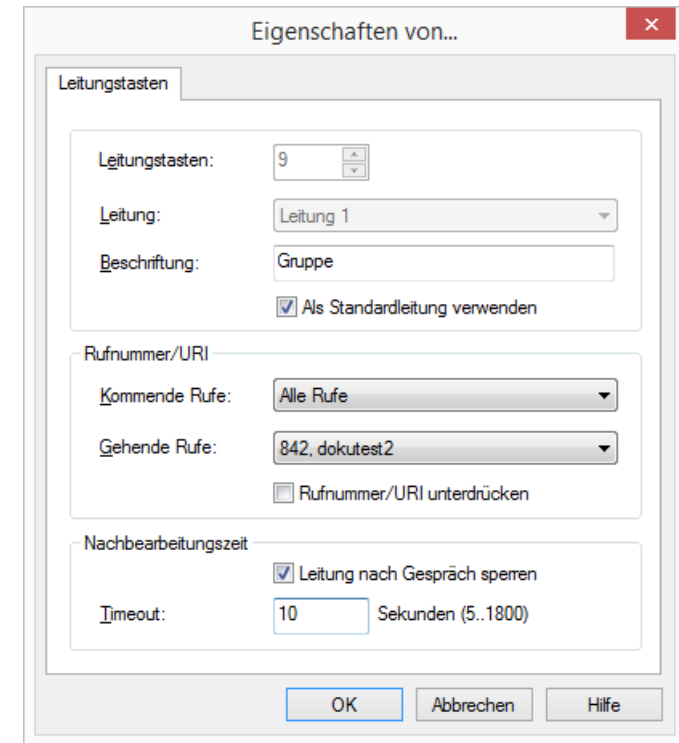 Eigenschaften von...
Leitungstasten
Leitungstasten: 9
Leitung: Leitung 1
Beschriftung: Gruppe
Als Standardleitung verwenden
Rufnummer/URI
Kommende Rufe: Alle Rufe
Gehende Rufe: 842, dokutest2
Rufnummer/URI unterdrücken
Nachbearbeitungszeit
Leitung nach Gespräch sperren
Timeout: 10 Sekunden (5..1800)
OK Abbrechen Hilfe